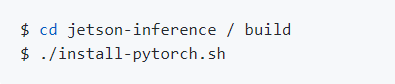 $ cd jetson-inference / build
$ ./install-pytorch.sh